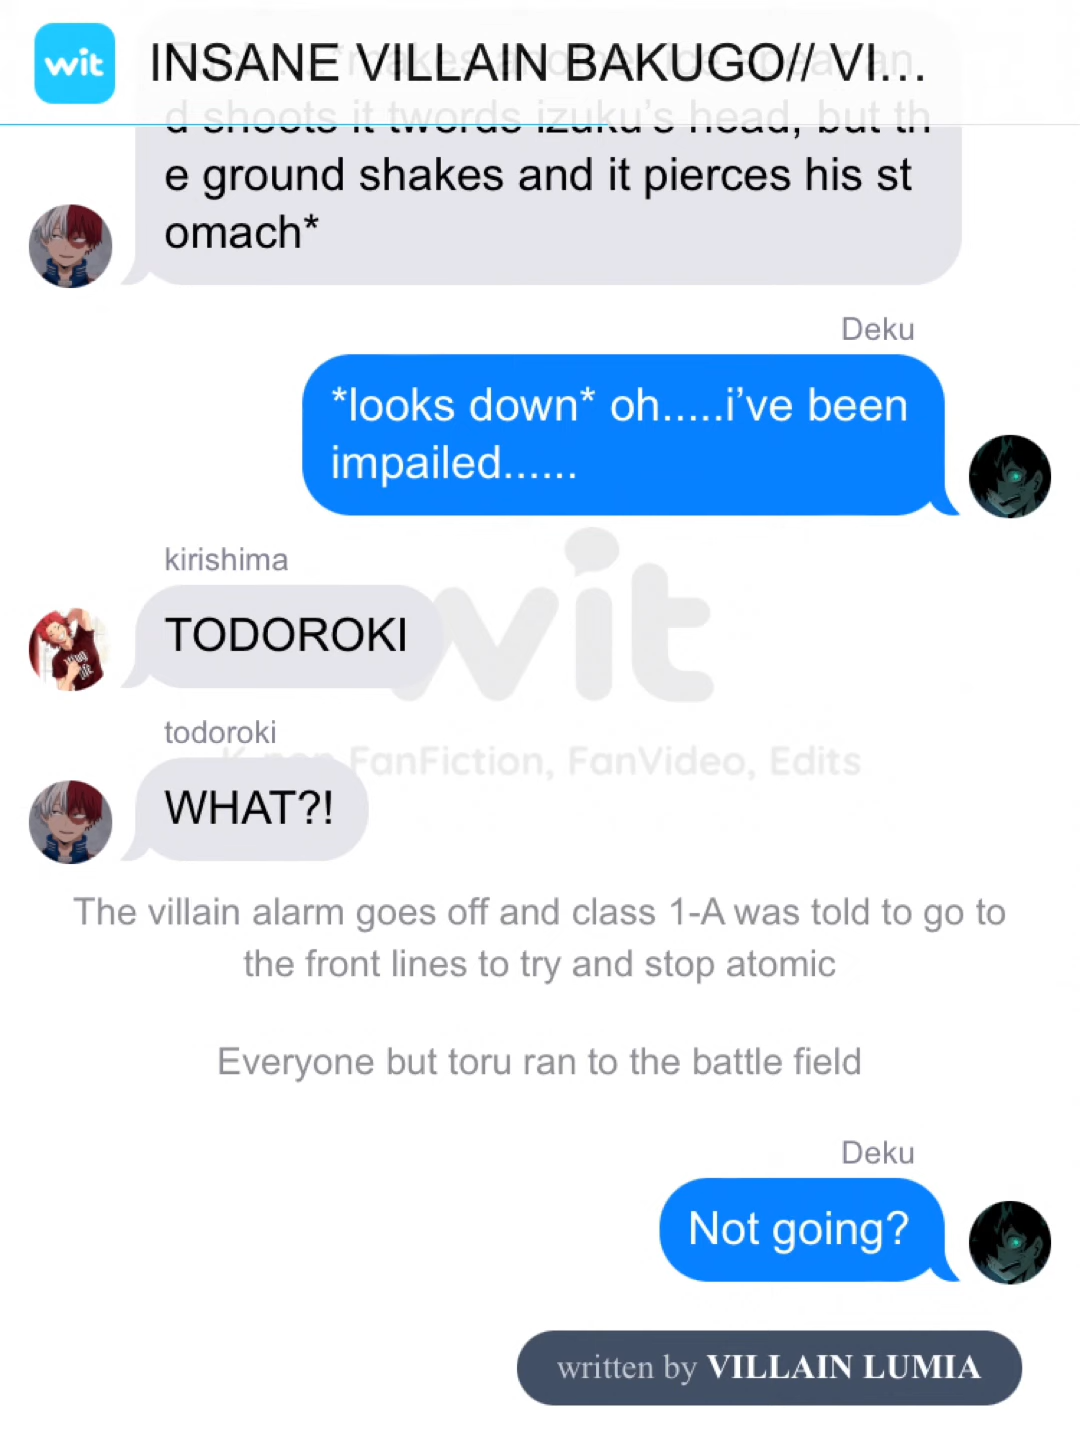 wit
INSANE VILLAIN BAKUGO// VI...
d shoots it twords izuku's head, but th
e ground shakes and it pierces his st
omach*
Deku
*looks down* oh.....i've been
impailed......
kirishima
TODOROKI
wit
todoroki
K-pop FanFiction, FanVideo, Edits
WHAT?!
The villain alarm goes off and class 1-A was told to go to
the front lines to try and stop atomic
Everyone but toru ran to the battle field
Deku
Not going?
written by VILLAIN LUMIA